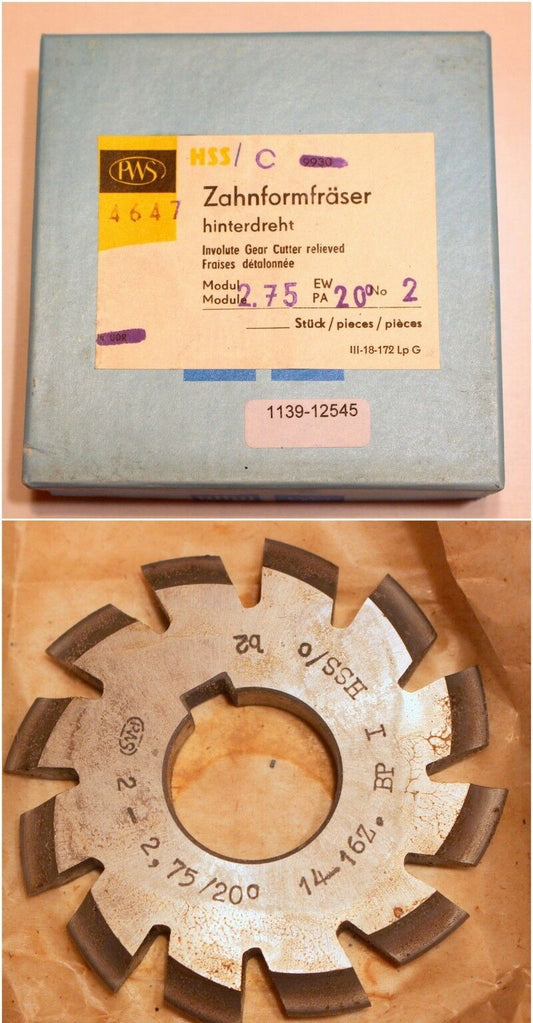 HSS/ C 9930
PWS
4647
Zahnformfräser
hinterdreht
Involute Gear Cutter relieved
Fraises détalonnée
Modul
Module 2.75 EW
PA 20° No 2
Stück / pieces / pièces
DDR
III-18-172 Lp G
1139-12545
b2
HSS/o
PWS
BP I
2 - 2,75/20° 14-16Z.